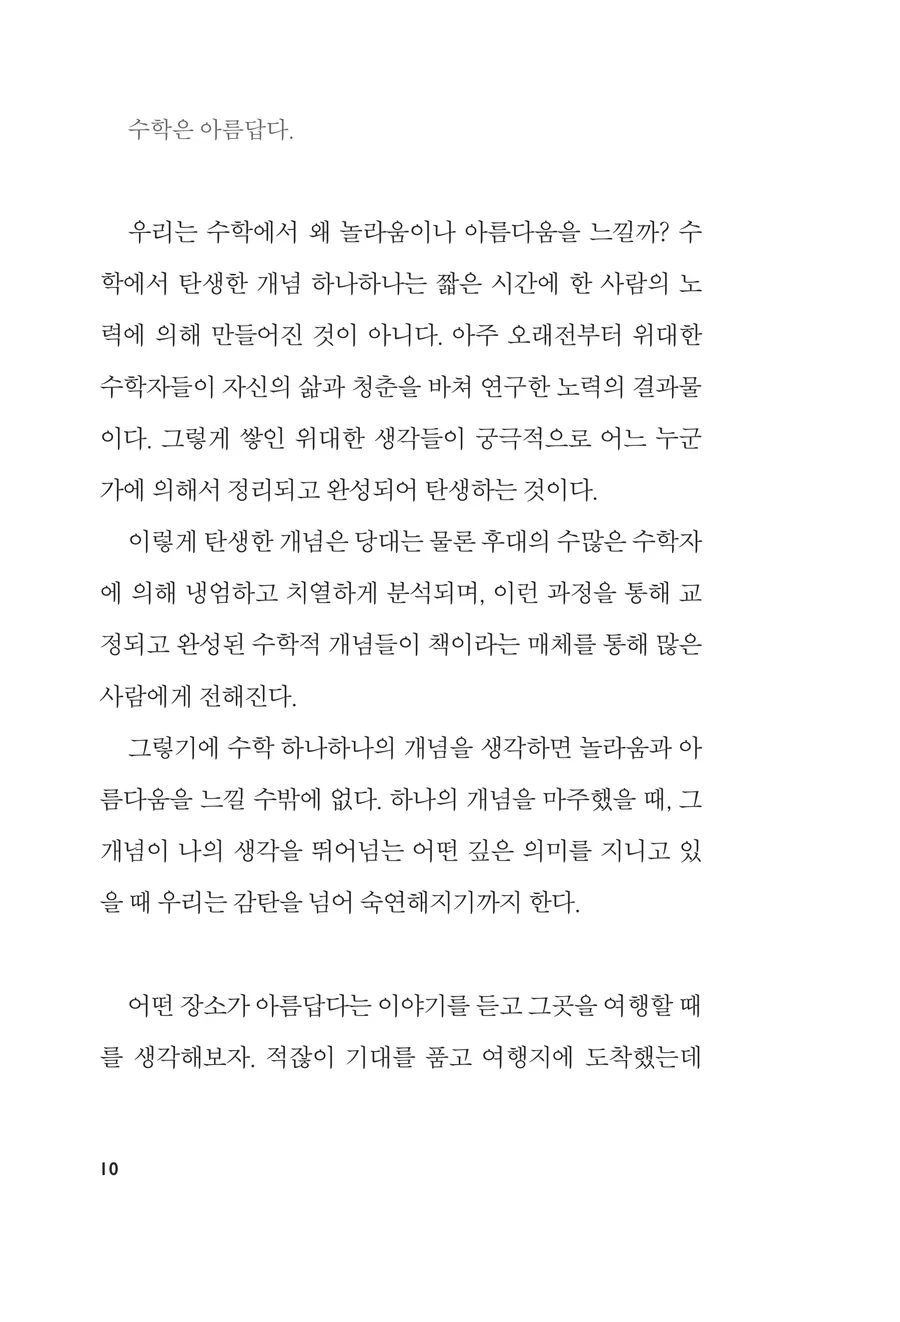 수학은 아름답다.
우리는 수학에서 왜 놀라움이나 아름다움을 느낄까? 수
학에서 탄생한 개념 하나하나는 짧은 시간에 한 사람의 노
력에 의해 만들어진 것이 아니다. 아주 오래전부터 위대한
수학자들이 자신의 삶과 청춘을 바쳐 연구한 노력의 결과물
이다. 그렇게 쌓인 위대한 생각들이 궁극적으로 어느 누군
가에 의해서 정리되고 완성되어 탄생하는 것이다.
이렇게 탄생한 개념은 당대는 물론 후대의 수많은 수학자
에 의해 냉엄하고 치열하게 분석되며, 이런 과정을 통해 교
정되고 완성된 수학적 개념들이 책이라는 매체를 통해 많은
사람에게 전해진다.
그렇기에 수학 하나하나의 개념을 생각하면 놀라움과 아
름다움을 느낄 수밖에 없다. 하나의 개념을 마주했을 때, 그
개념이 나의 생각을 뛰어넘는 어떤 깊은 의미를 지니고 있
을 때 우리는 감탄을 넘어 숙연해지기까지 한다.
어떤 장소가 아름답다는 이야기를 듣고 그곳을 여행할 때
를 생각해보자. 적잖이 기대를 품고 여행지에 도착했는데
10